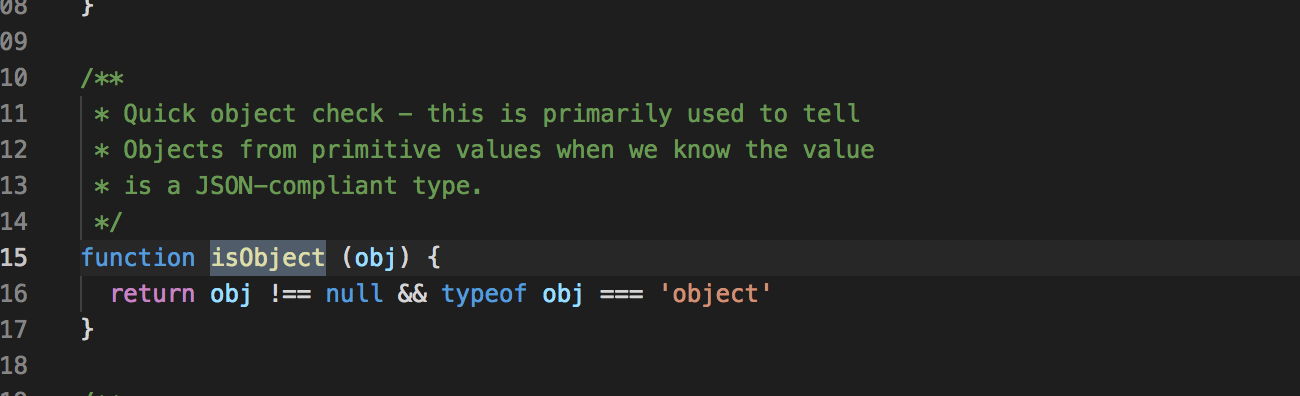 08 }
09
10 /**
11 * Quick object check - this is primarily used to tell
12 * Objects from primitive values when we know the value
13 * is a JSON-compliant type.
14 */
15 function isObject (obj) {
16 return obj !== null && typeof obj === 'object'
17 }
18